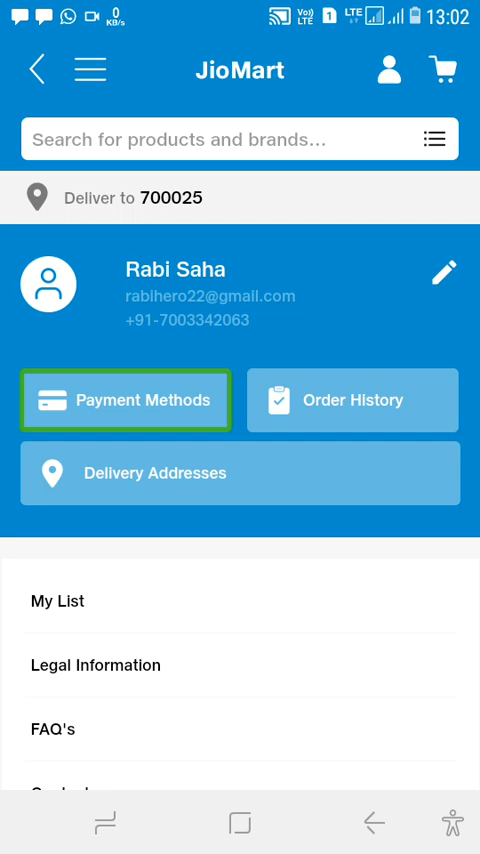 0
KB/s
Vo))
LTE
1
LTE
13:02
JioMart
Search for products and brands...
Deliver to 700025
Rabi Saha
rabihero22@gmail.com
+91-7003342063
Payment Methods
Order History
Delivery Addresses
My List
Legal Information
FAQ's